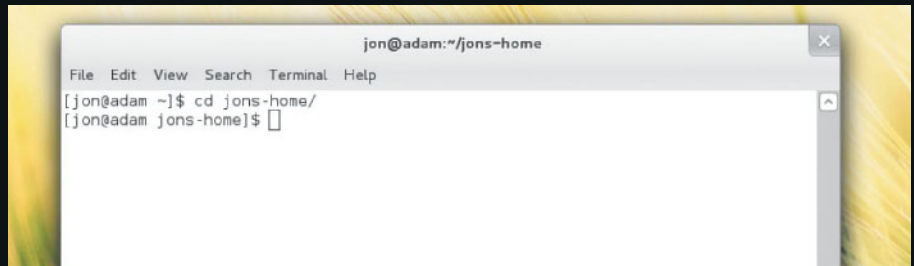 jon@adam:~/jons-home
File Edit View Search Terminal Help
[jon@adam ~]$ cd jons-home/
[jon@adam jons-home]$